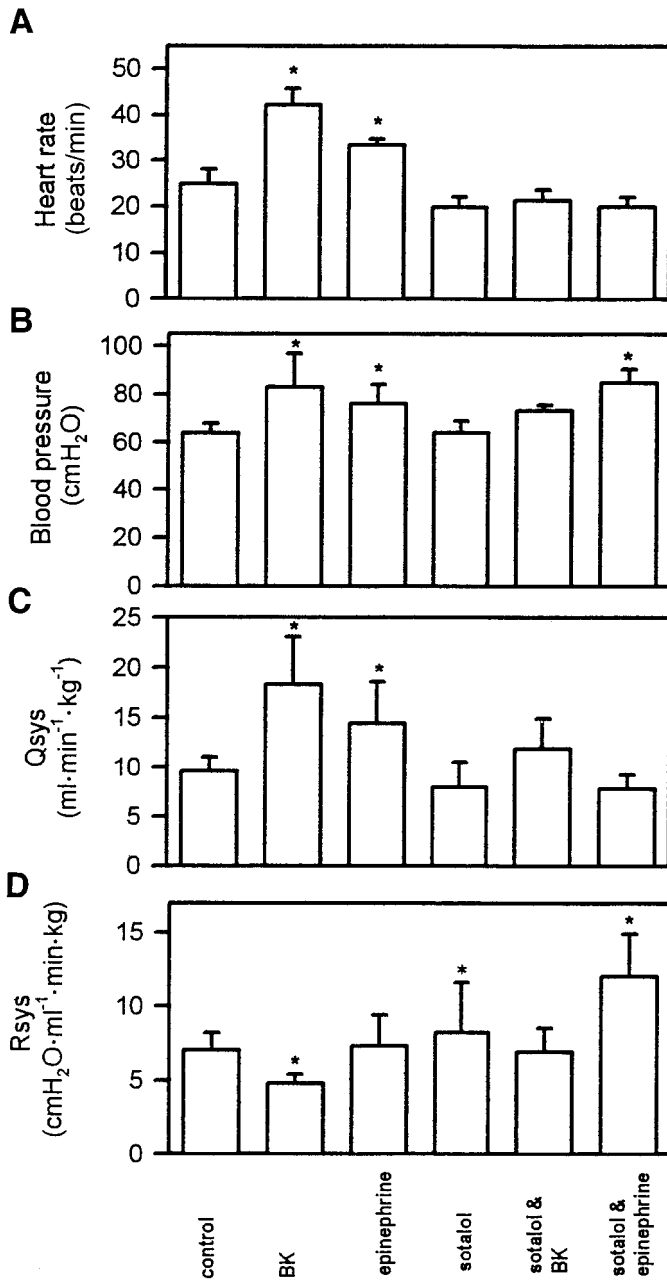 A
Heart rate
(beats/min)
50
40
30
20
10
0
*
*
B
Blood pressure
(cmH₂O)
100
80
60
40
20
0
*
*
*
C
Qsys
(ml·min⁻¹·kg⁻¹)
25
20
15
10
5
0
*
*
D
Rsys
(cmH₂O·ml⁻¹·min·kg)
15
10
5
0
*
*
*
control
BK
epinephrine
sotalol
sotalol &
BK
sotalol &
epinephrine